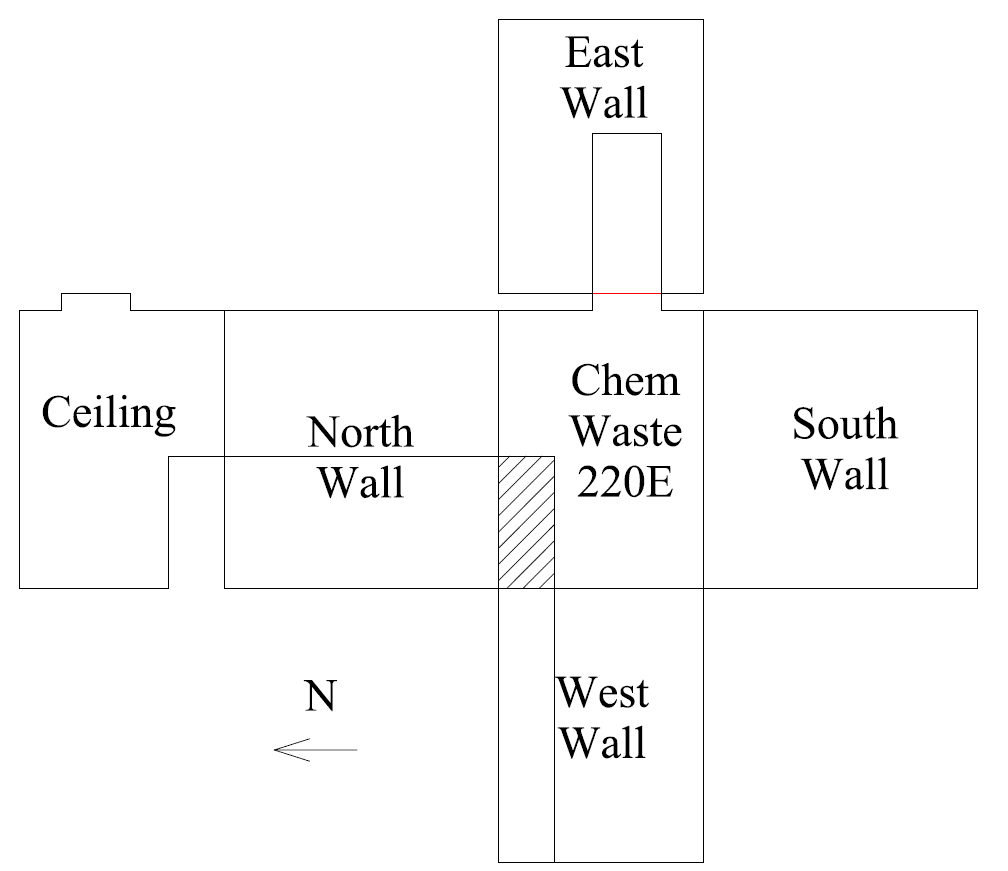 East
Wall
Ceiling
North
Wall
Chem
Waste
220E
South
Wall
N
West
Wall